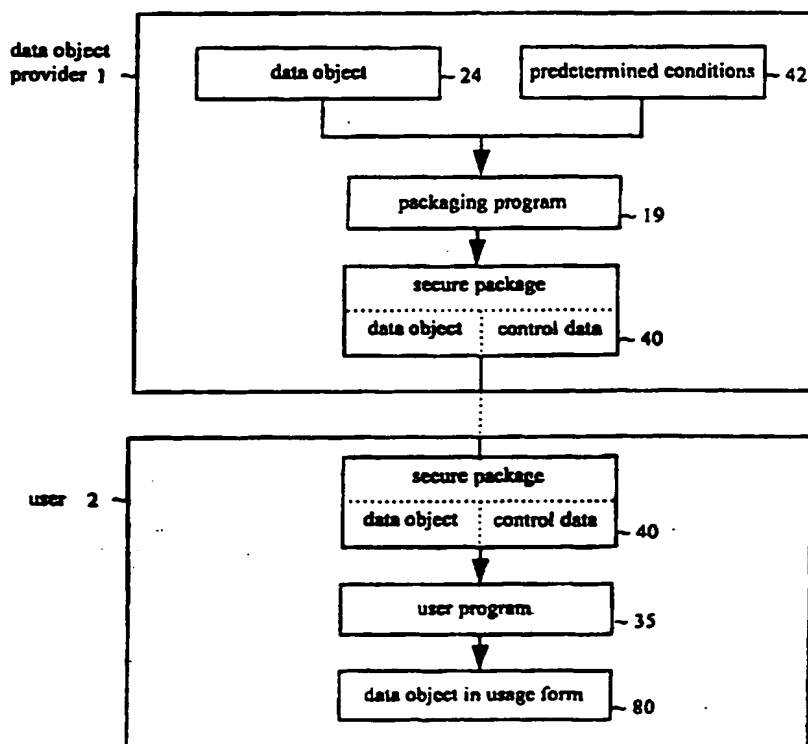 data object
provider 1
data object
24
predetermined conditions
42
packaging program
19
secure package
data object
control data
40
user 2
secure package
data object
control data
40
user program
35
data object in usage form
80